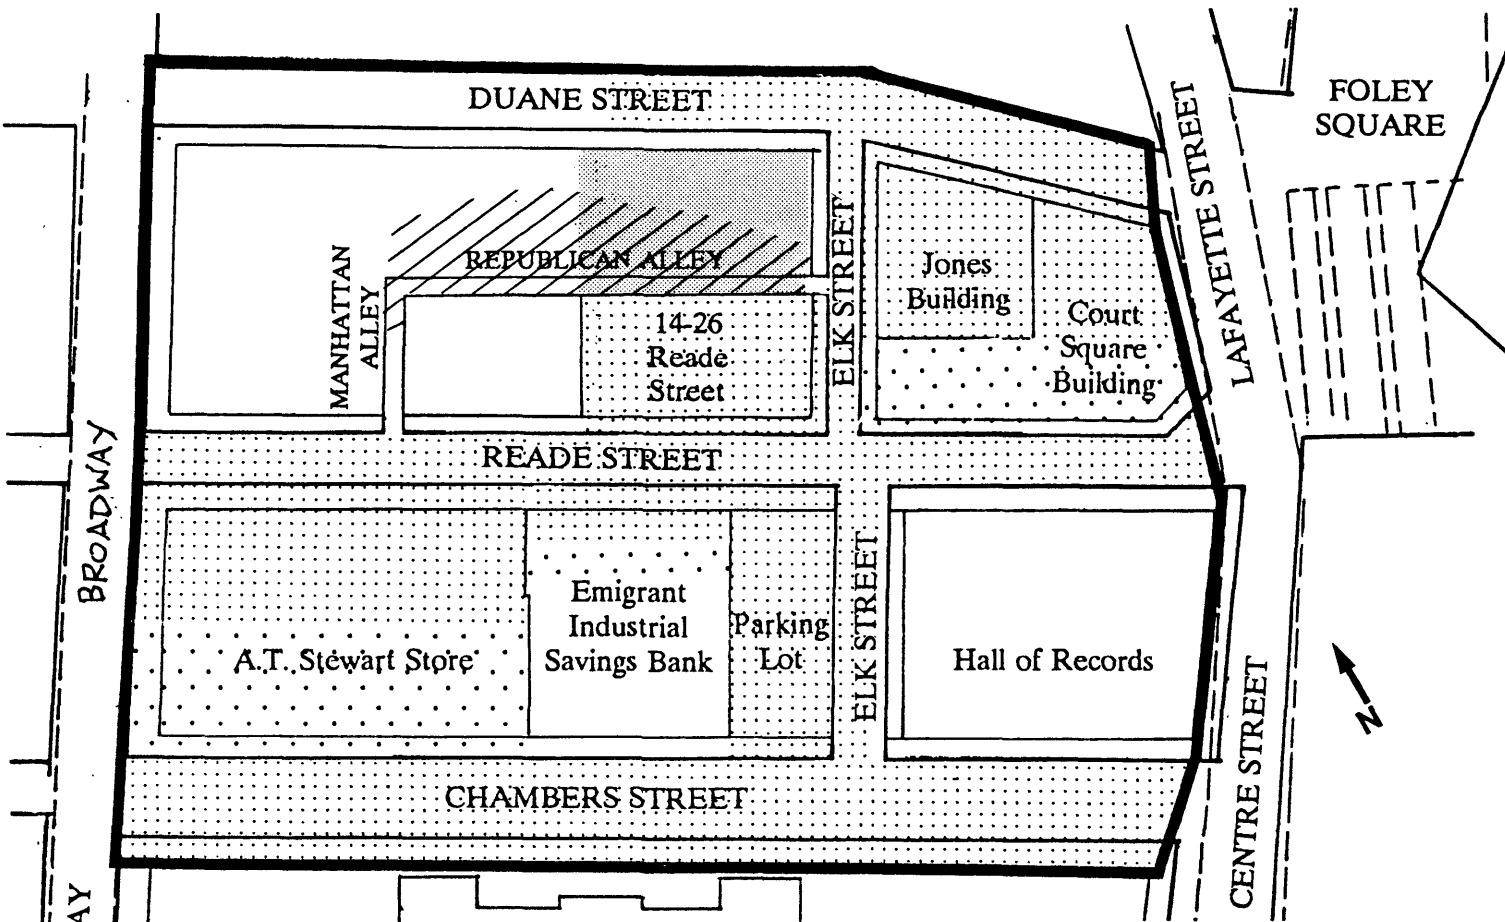 DUANE STREET
FOLEY
SQUARE
LAFAYETTE STREET
REPUBLICAN ALLEY
MANHATTAN
ALLEY
ELK STREET
Jones
Building
Court
Square
Building
14-26
Reade
Street
BROADWAY
READE STREET
A.T. Stewart Store
Emigrant
Industrial
Savings Bank
Parking
Lot
ELK STREET
Hall of Records
N
CENTRE STREET
CHAMBERS STREET
AY